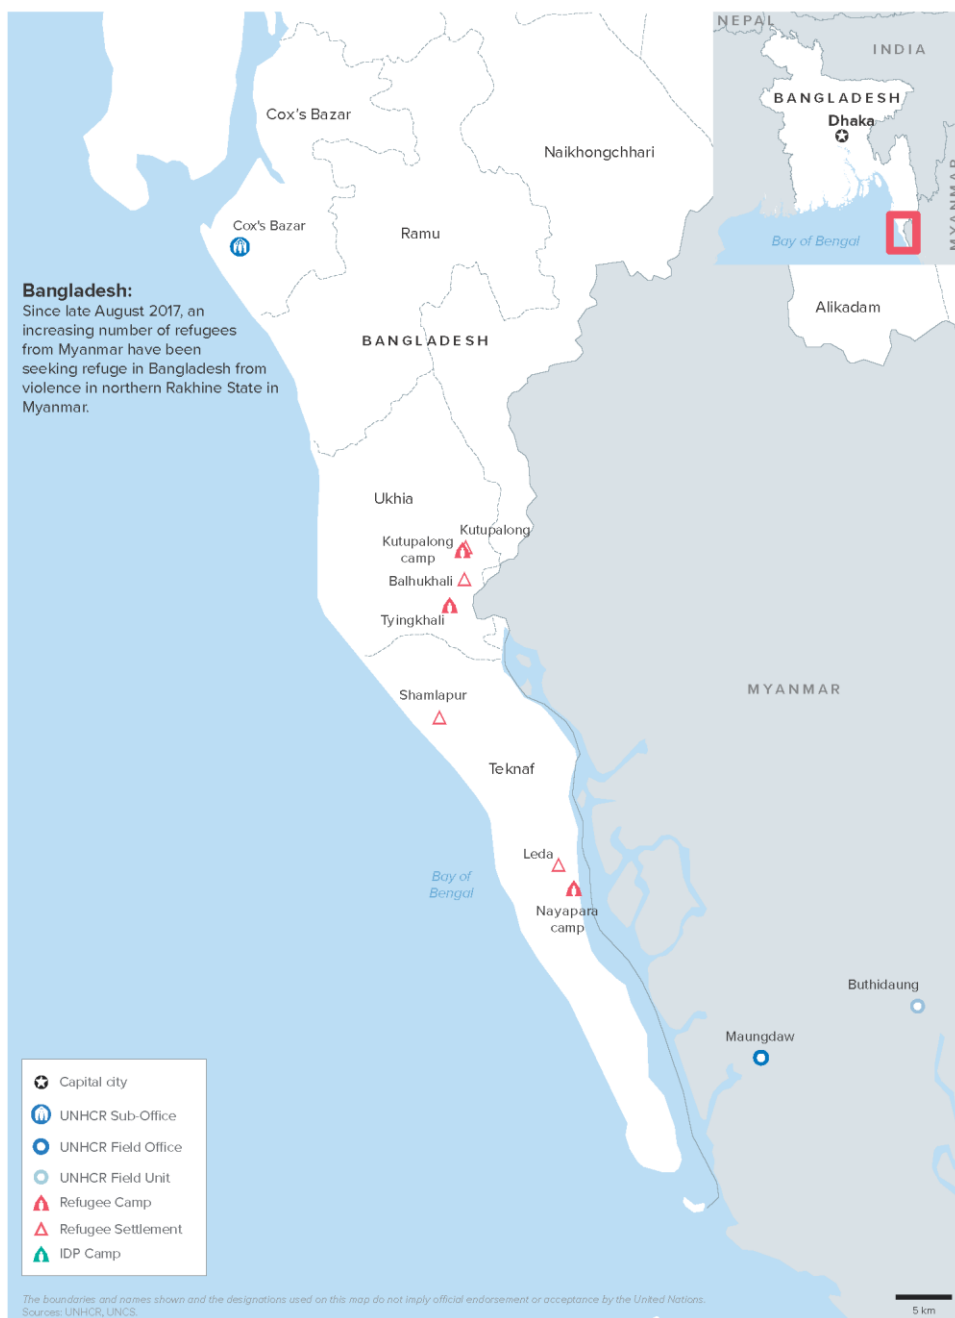 NEPAL
INDIA
BANGLADESH
Dhaka
MYANMAR
Bay of Bengal
Cox's Bazar
Naikhongchhari
Cox's Bazar
Ramu
Bangladesh:
Since late August 2017, an
increasing number of refugees
from Myanmar have been
seeking refuge in Bangladesh from
violence in northern Rakhine State in
Myanmar.
Alikadam
BANGLADESH
Ukhia
Kutupalong
Kutupalong
camp
Balhukhali
Tyingkhali
Shamlapur
MYANMAR
Teknaf
Leda
Bay of
Bengal
Nayapara
camp
Buthidaung
Maungdaw
Capital city
UNHCR Sub-Office
UNHCR Field Office
UNHCR Field Unit
Refugee Camp
Refugee Settlement
IDP Camp
The boundaries and names shown and the designations used on this map do not imply official endorsement or acceptance by the United Nations.
Sources: UNHCR, UNCS.
5 km